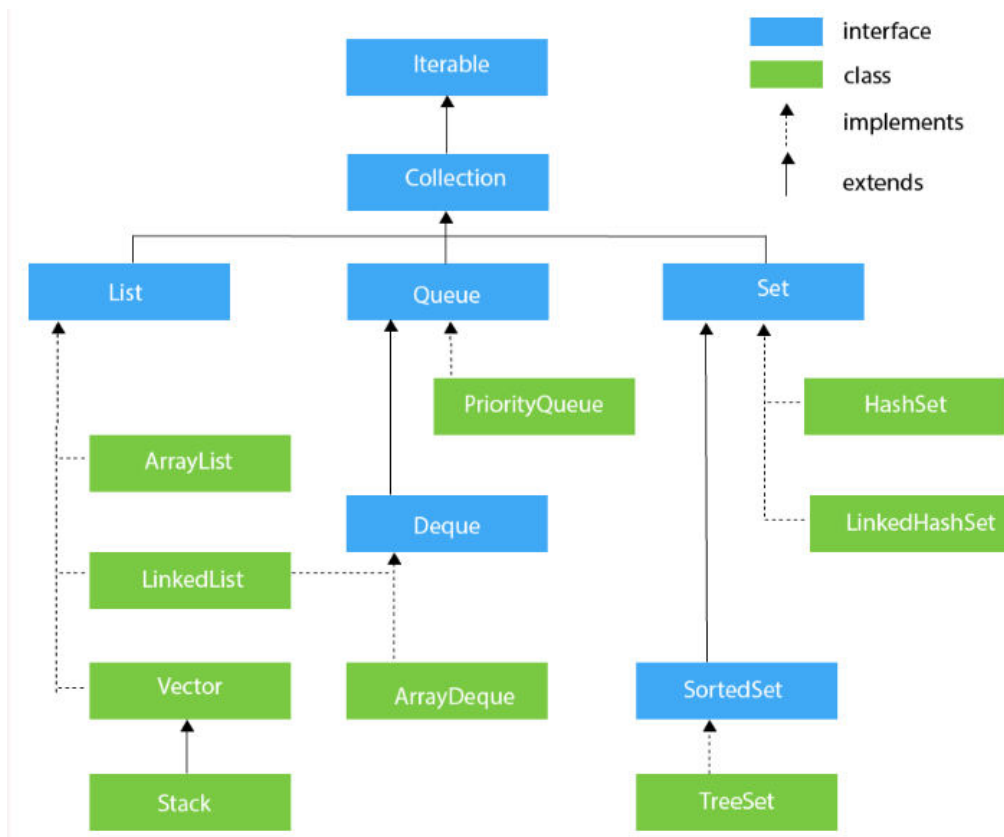 Iterable
interface
class
implements
extends
Collection
List
Queue
Set
PriorityQueue
HashSet
ArrayList
Deque
LinkedHashSet
LinkedList
Vector
ArrayDeque
SortedSet
Stack
TreeSet